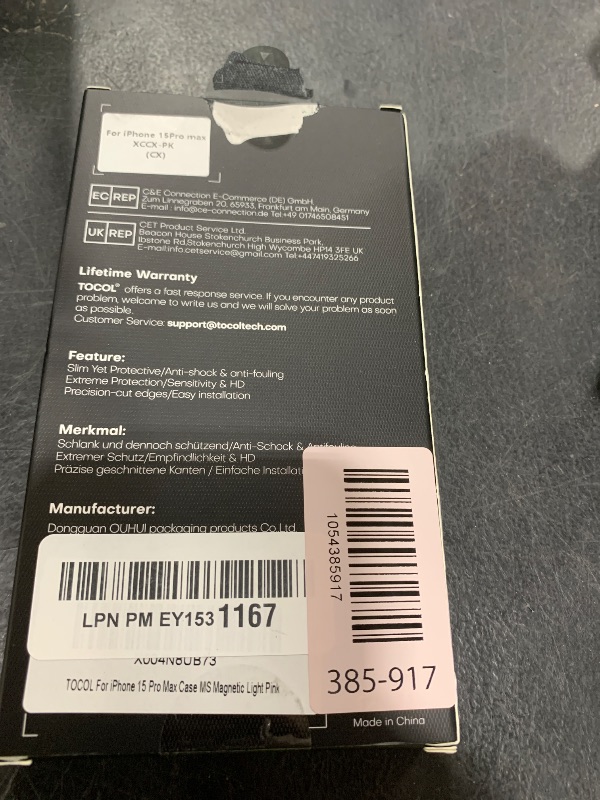 For iPhone 15Pro max
XCCX-PK
(CX)
EC REP
C&E Connection E-Commerce (DE) GmbH
Zum Linnegraben 20, 65933, Frankfurt am Main, Germany
E-mail : info@ce-connection.de Tel:+49 01746508451
UK REP
CET Product Service Ltd.
Beacon House Stokenchurch Business Park,
Ibstone Rd,Stokenchurch High Wycombe HP14 3FE UK
E-mail:info.cetservice@gmail.com Tel:+447419325266
Lifetime Warranty
TOCOL® offers a fast response service. If you encounter any product
problem, welcome to write us and we will solve your problem as soon
as possible.
Customer Service: support@tocoltech.com
Feature:
Slim Yet Protective/Anti-shock & anti-fouling
Extreme Protection/Sensitivity & HD
Precision-cut edges/Easy installation
Merkmal:
Schlank und dennoch schützend/Anti-Schock & Antifouling
Extremer Schutz/Empfindlichkeit & HD
Präzise geschnittene Kanten / Einfache Installati
Manufacturer:
Dongguan OUHUI packaging products Co.Ltd
LPN PM EY153 1167
X004N8UB73
TOCOL For iPhone 15 Pro Max Case MS Magnetic Light Pink
1054385917
385-917
Made in China